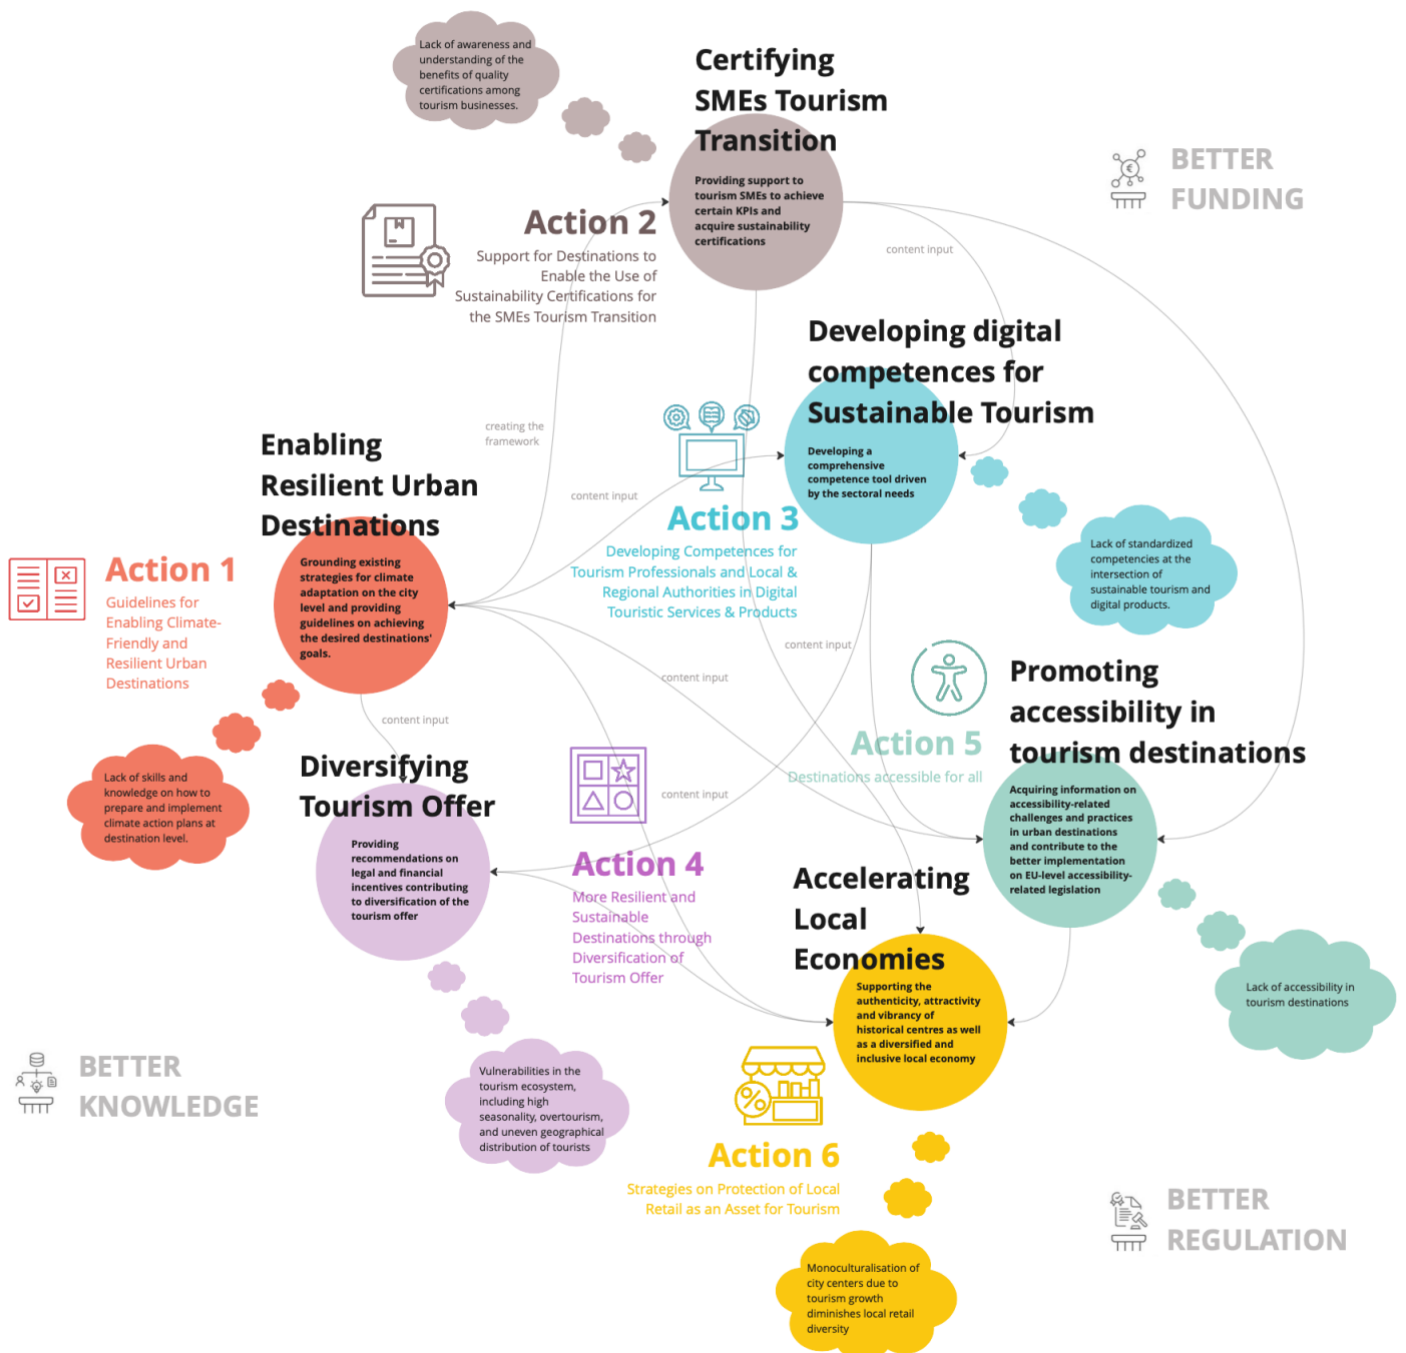 Lack of awareness and
understanding of the
benefits of quality
certifications among
tourism businesses.
Certifying
SMEs Tourism
Transition
Providing support to
tourism SMEs to achieve
certain KPIs and
acquire sustainability
certifications
BETTER
FUNDING
Action 2
Support for Destinations to
Enable the Use of
Sustainability Certifications for
the SMEs Tourism Transition
content input
Developing digital
competences for
Sustainable Tourism
Developing a
comprehensive
competence tool driven
by the sectoral needs
creating the
framework
content input
Action 3
Developing Competences for
Tourism Professionals and Local &
Regional Authorities in Digital
Touristic Services & Products
Lack of standardized
competencies at the
intersection of
sustainable tourism and
digital products.
Enabling
Resilient Urban
Destinations
Grounding existing
strategies for climate
adaptation on the city
level and providing
guidelines on achieving
the desired destinations'
goals.
Action 1
Guidelines for
Enabling Climate-
Friendly and
Resilient Urban
Destinations
Lack of skills and
knowledge on how to
prepare and implement
climate action plans at
destination level.
content input
content input
content input
content input
Action 5
Destinations accessible for all
Promoting
accessibility in
tourism destinations
Acquiring information on
accessibility-related
challenges and practices
in urban destinations
and contribute to the
better implementation
on EU-level accessibility-
related legislation
Lack of accessibility in
tourism destinations
Diversifying
Tourism Offer
Providing
recommendations on
legal and financial
incentives contributing
to diversification of the
tourism offer
Action 4
More Resilient and
Sustainable
Destinations through
Diversification of
Tourism Offer
Vulnerabilities in the
tourism ecosystem,
including high
seasonality, overtourism,
and uneven geographical
distribution of tourists
Accelerating
Local
Economies
Supporting the
authenticity, attractivity
and vibrancy of
historical centres as well
as a diversified and
inclusive local economy
BETTER
KNOWLEDGE
Action 6
Strategies on Protection of Local
Retail as an Asset for Tourism
Monoculturalisation of
city centers due to
tourism growth
diminishes local retail
diversity
BETTER
REGULATION